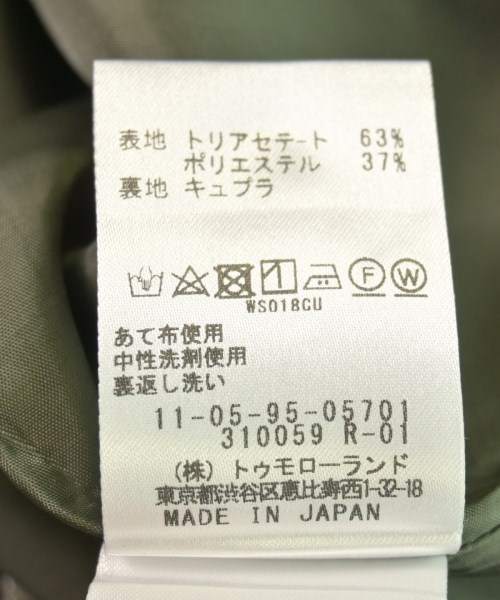 表地 トリアセテート 63%
ポリエステル 37%
裏地 キュプラ
F W
WS018CU
あて布使用
中性洗剤使用
裏返し洗い
11-05-95-05701
310059 R-01
(株) トゥモローランド
東京都渋谷区恵比寿西1-32-18
MADE IN JAPAN